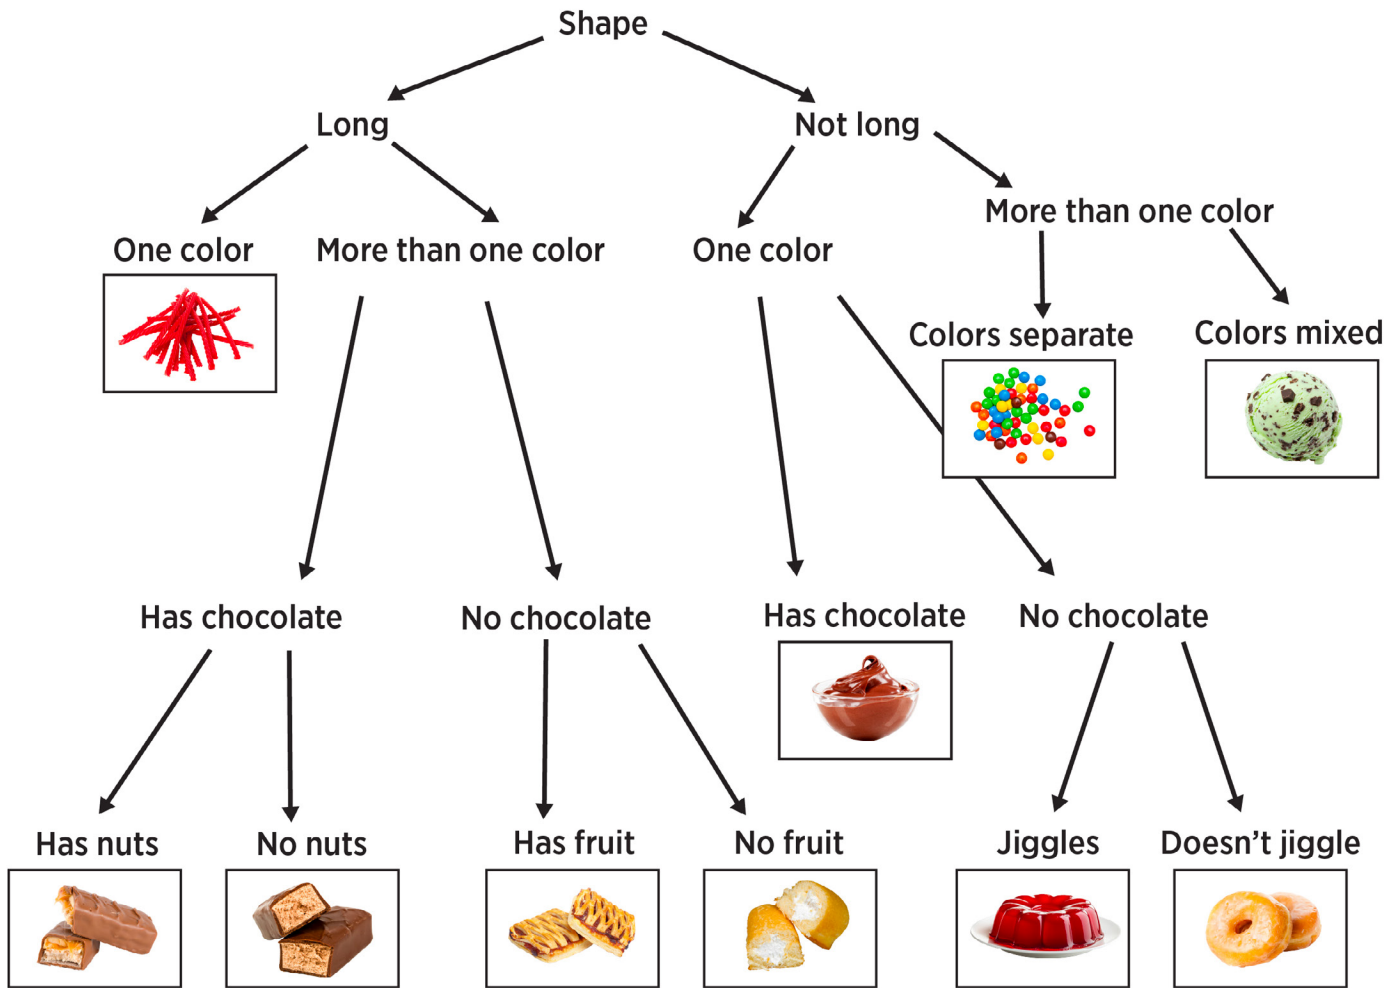 Shape
Long
Not long
One color
More than one color
One color
More than one color
Colors separate
Colors mixed
Has chocolate
No chocolate
Has chocolate
No chocolate
Has nuts
No nuts
Has fruit
No fruit
Jiggles
Doesn’t jiggle